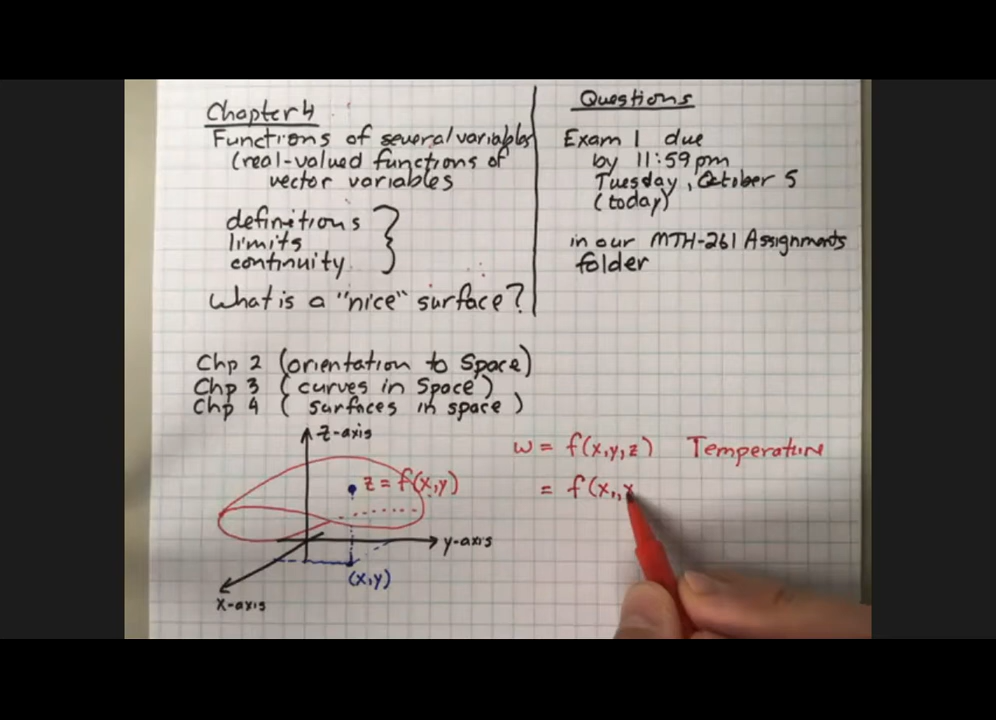 Chapter 4
Functions of several variables
(real-valued functions of
vector variables
definitions
limits
continuity
What is a "nice" surface?
Questions
Exam 1 due
by 11:59pm
Tuesday, October 5
(today)
in our MTH-261 Assignments
folder
Chp 2 (orientation to Space)
Chp 3 (curves in Space)
Chp 4 (surfaces in space)
z-axis
z = f(x,y)
y-axis
(x,y)
x-axis
w = f(x,y,z) Temperature
= f(x₁,x